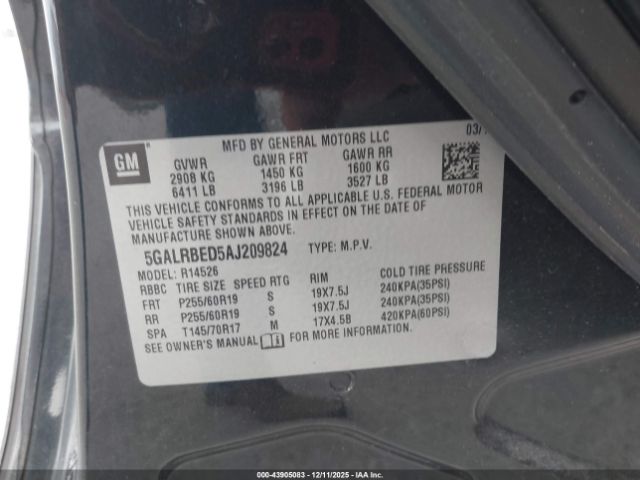 GM
MFD BY GENERAL MOTORS LLC 03/
GVWR GAWR FRT GAWR RR
2908 KG 1450 KG 1600 KG
6411 LB 3196 LB 3527 LB
THIS VEHICLE CONFORMS TO ALL APPLICABLE U.S. FEDERAL MOTOR
VEHICLE SAFETY STANDARDS IN EFFECT ON THE DATE OF
MANUFACTURE SHOWN ABOVE.
5GALRBED5AJ209824 TYPE: M.P.V.
MODEL: R14526
RBBC TIRE SIZE SPEED RTG RIM COLD TIRE PRESSURE
FRT P255/60R19 S 19X7.5J 240KPA(35PSI)
RR P255/60R19 S 19X7.5J 240KPA(35PSI)
SPA T145/70R17 M 17X4.5B 420KPA(60PSI)
SEE OWNER'S MANUAL FOR MORE INFORMATION.
000-43905083 - 12/11/2025 - IAA Inc.